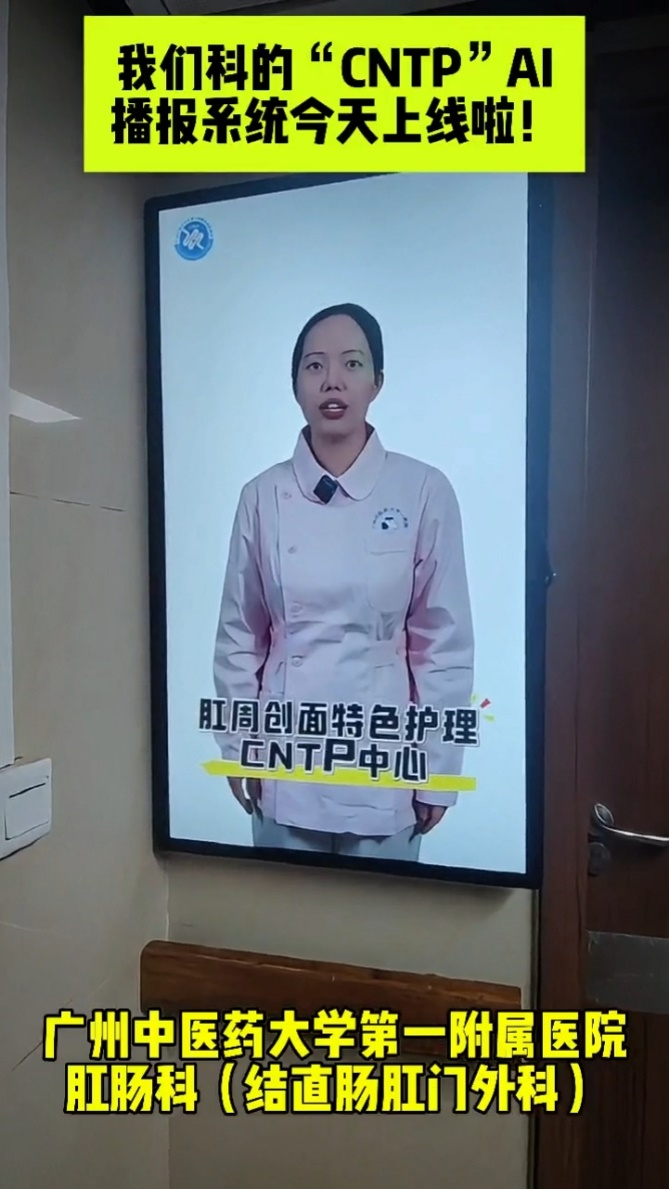 我们科的“CNTP”AI
播报系统今天上线啦！
肛周创面特色护理
CNTP中心
广州中医药大学第一附属医院
肛肠科（结直肠肛门外科）